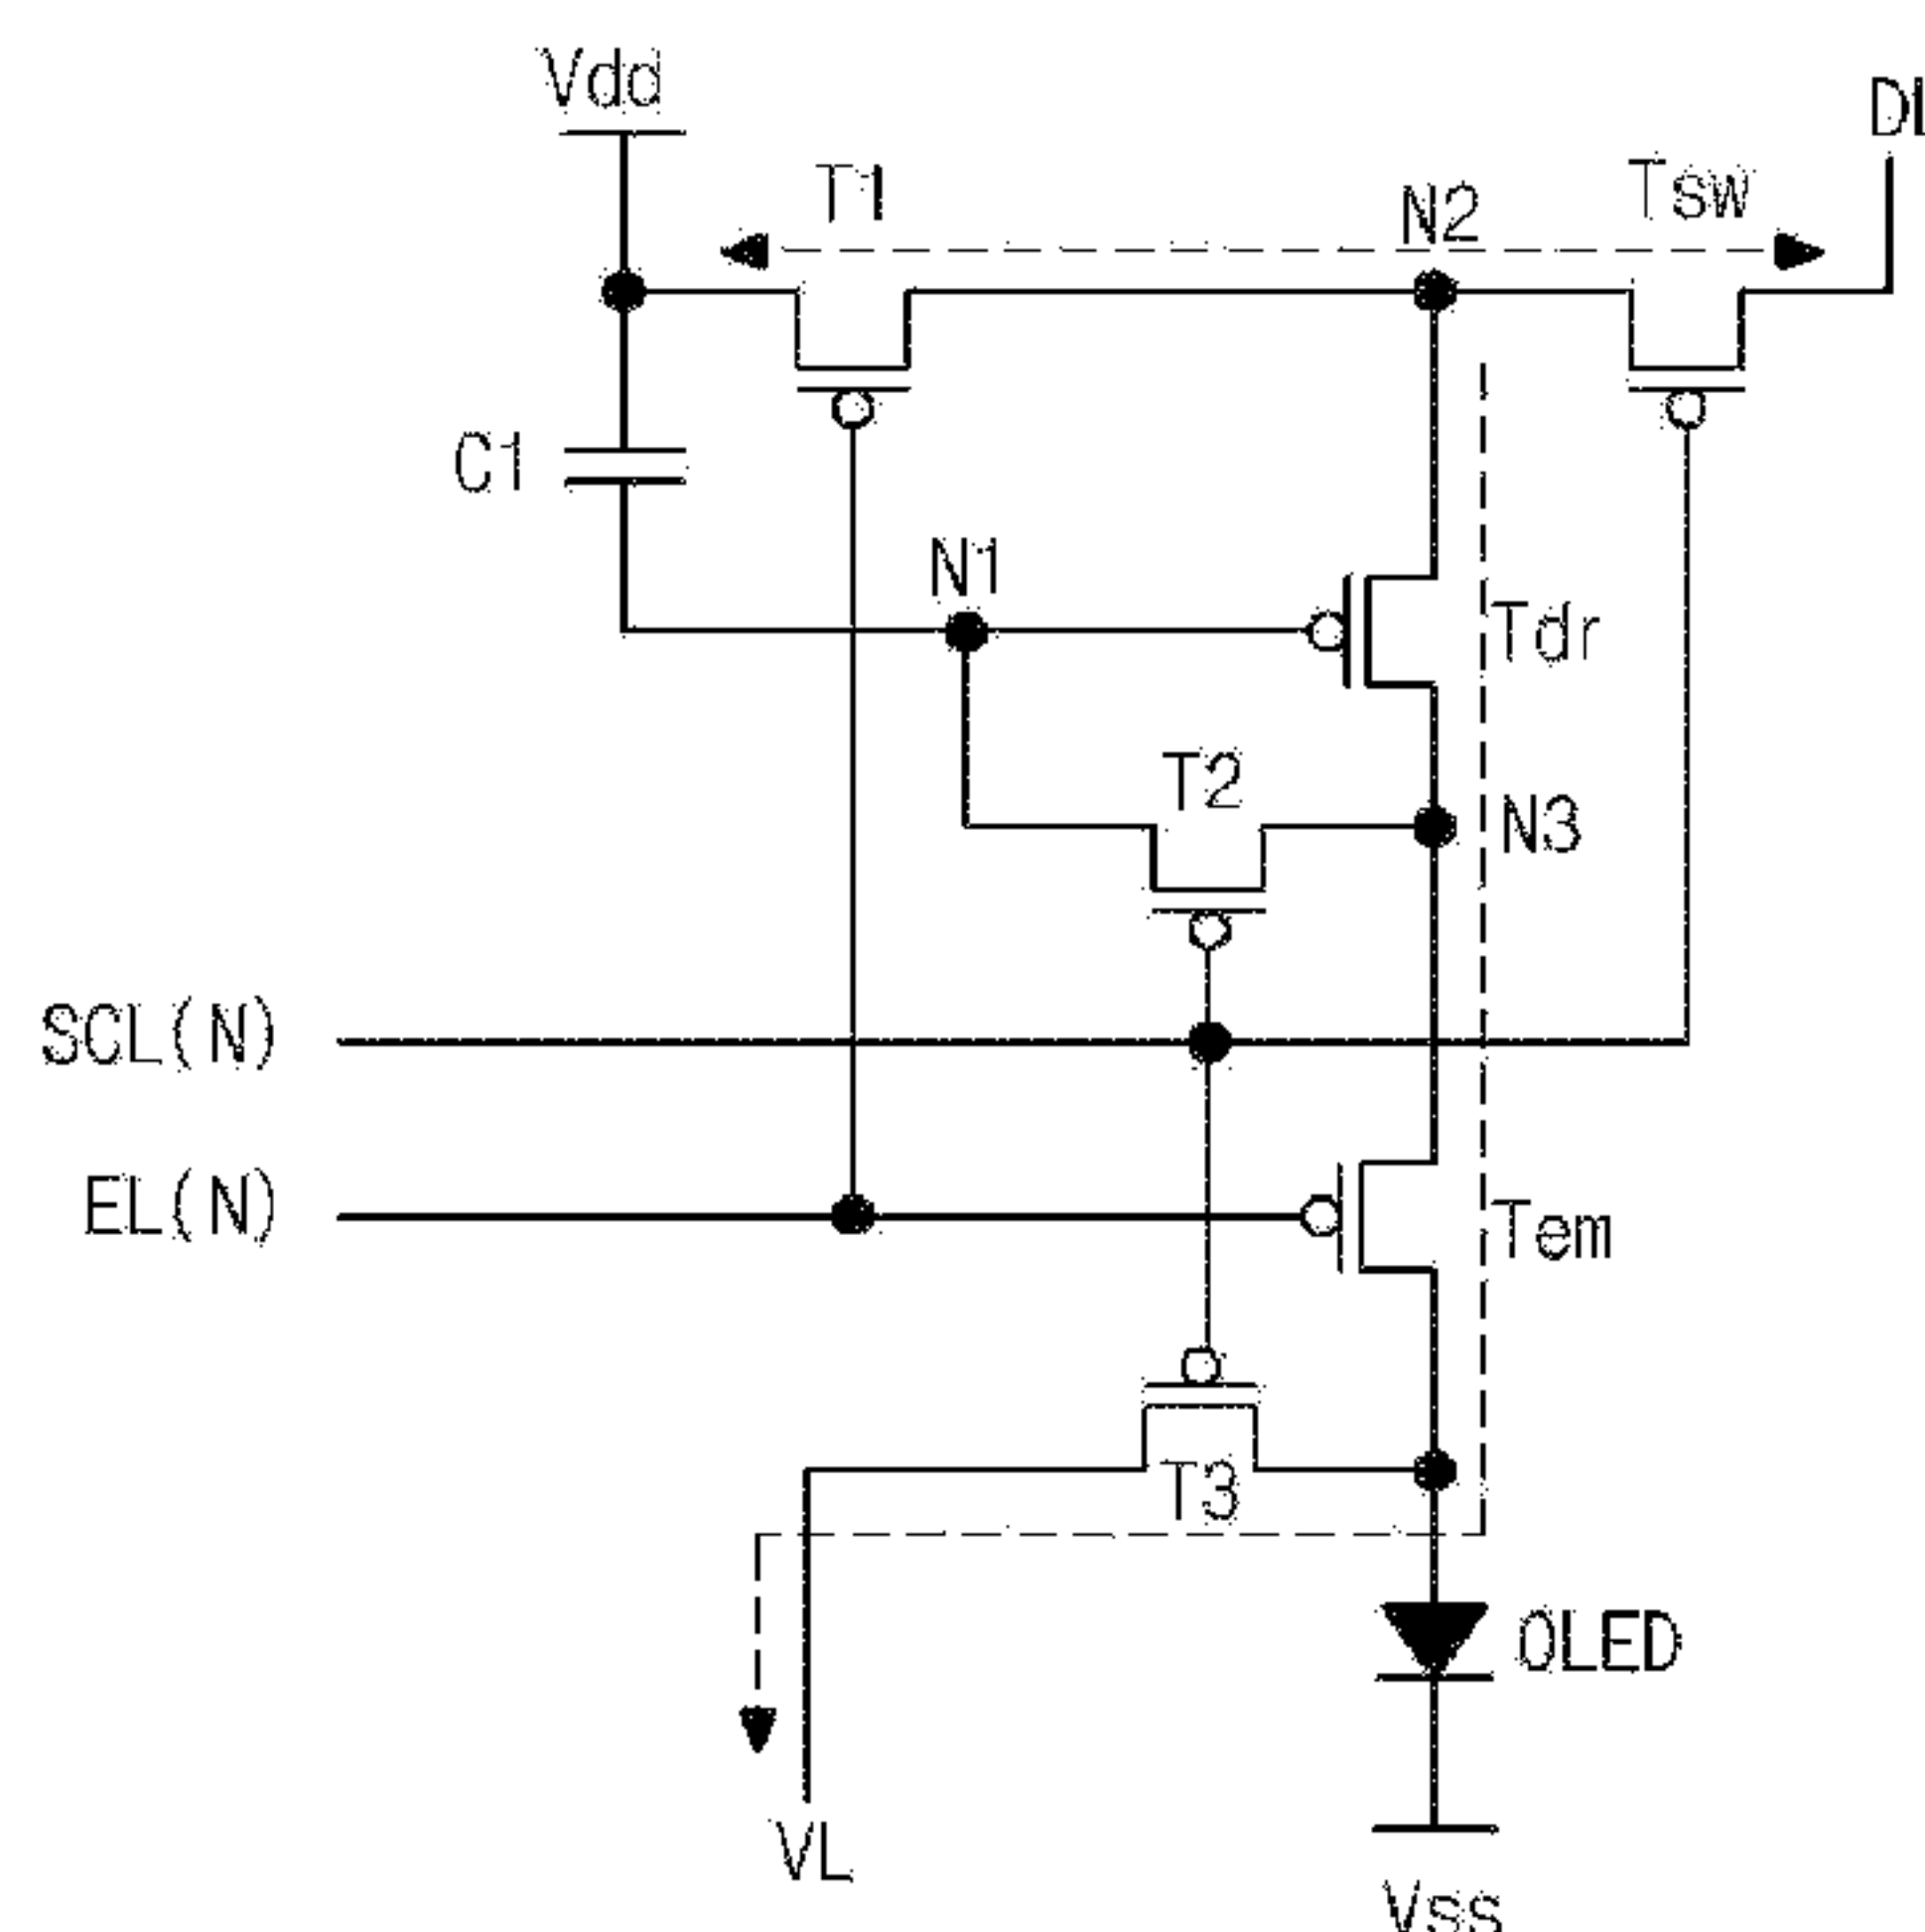 Vdd
DL
T1
N2
Tsw
C1
N1
Tdr
T2
N3
SCL(N)
EL(N)
Tem
T3
OLED
VL
Vss